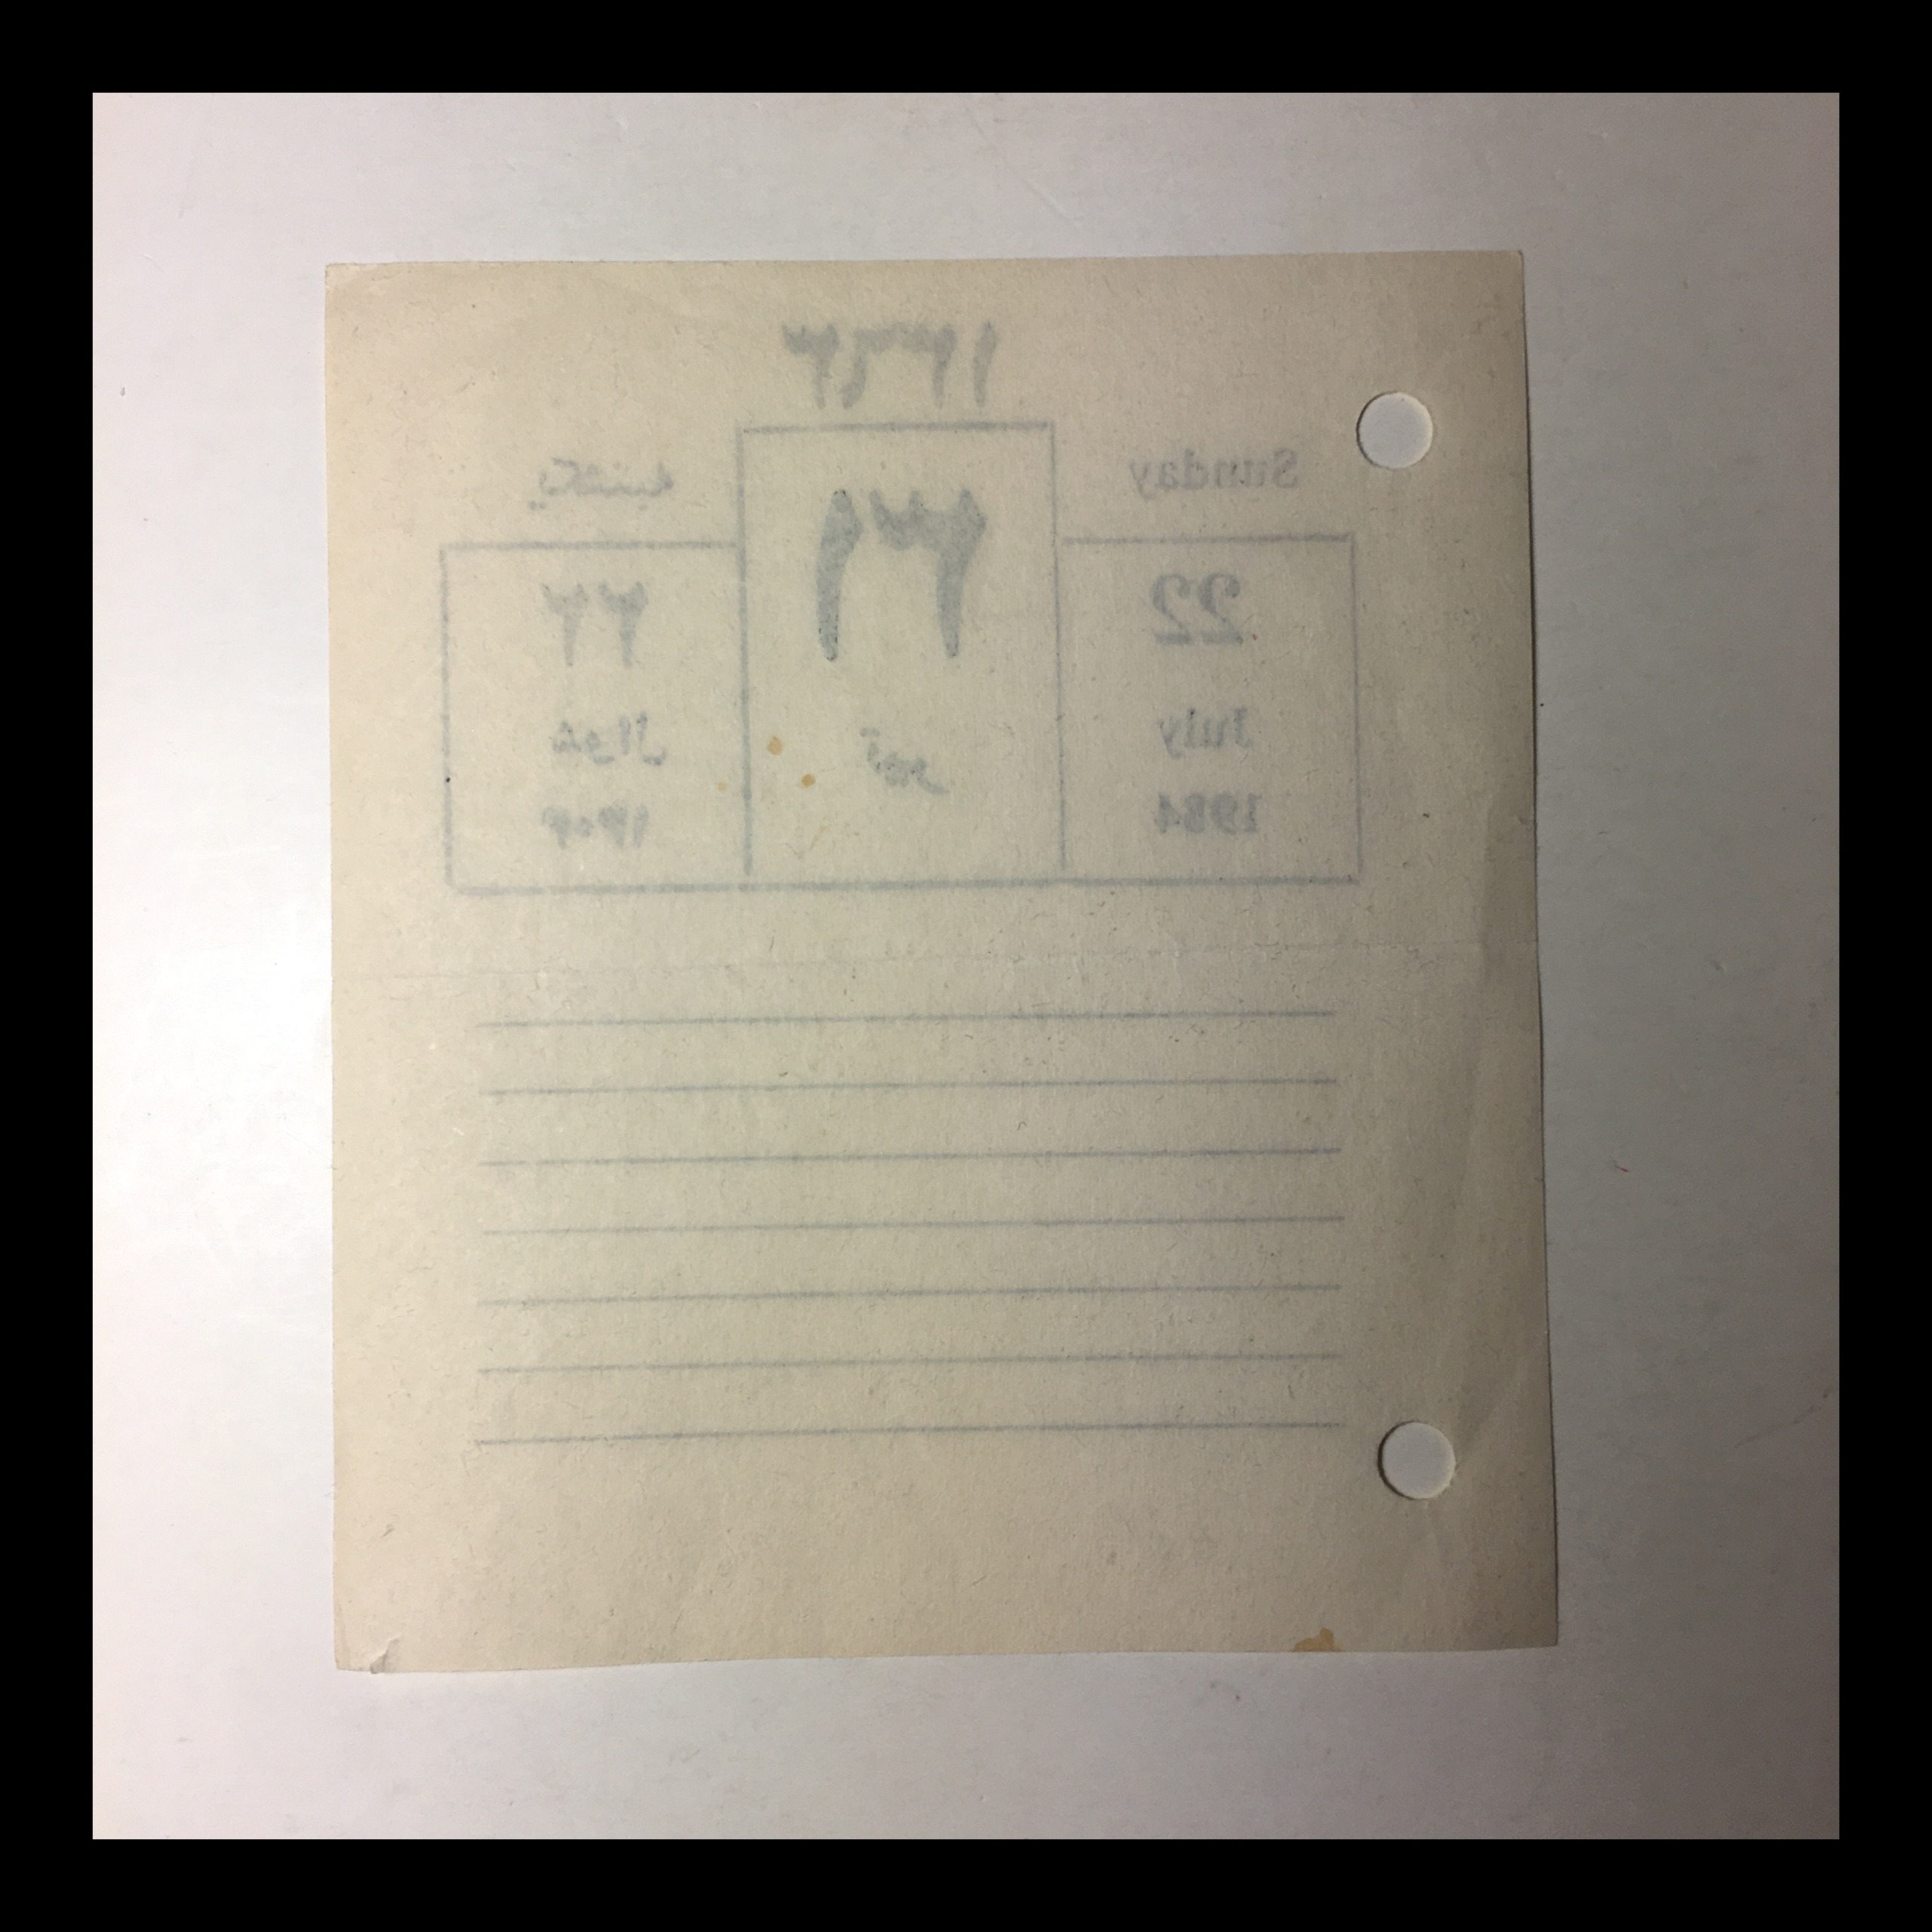 ۱۳۶۳
Sunday
22
July
1984
۳۱
تیر
یکشنبه
۲۲
شوال
۱۴۰۴